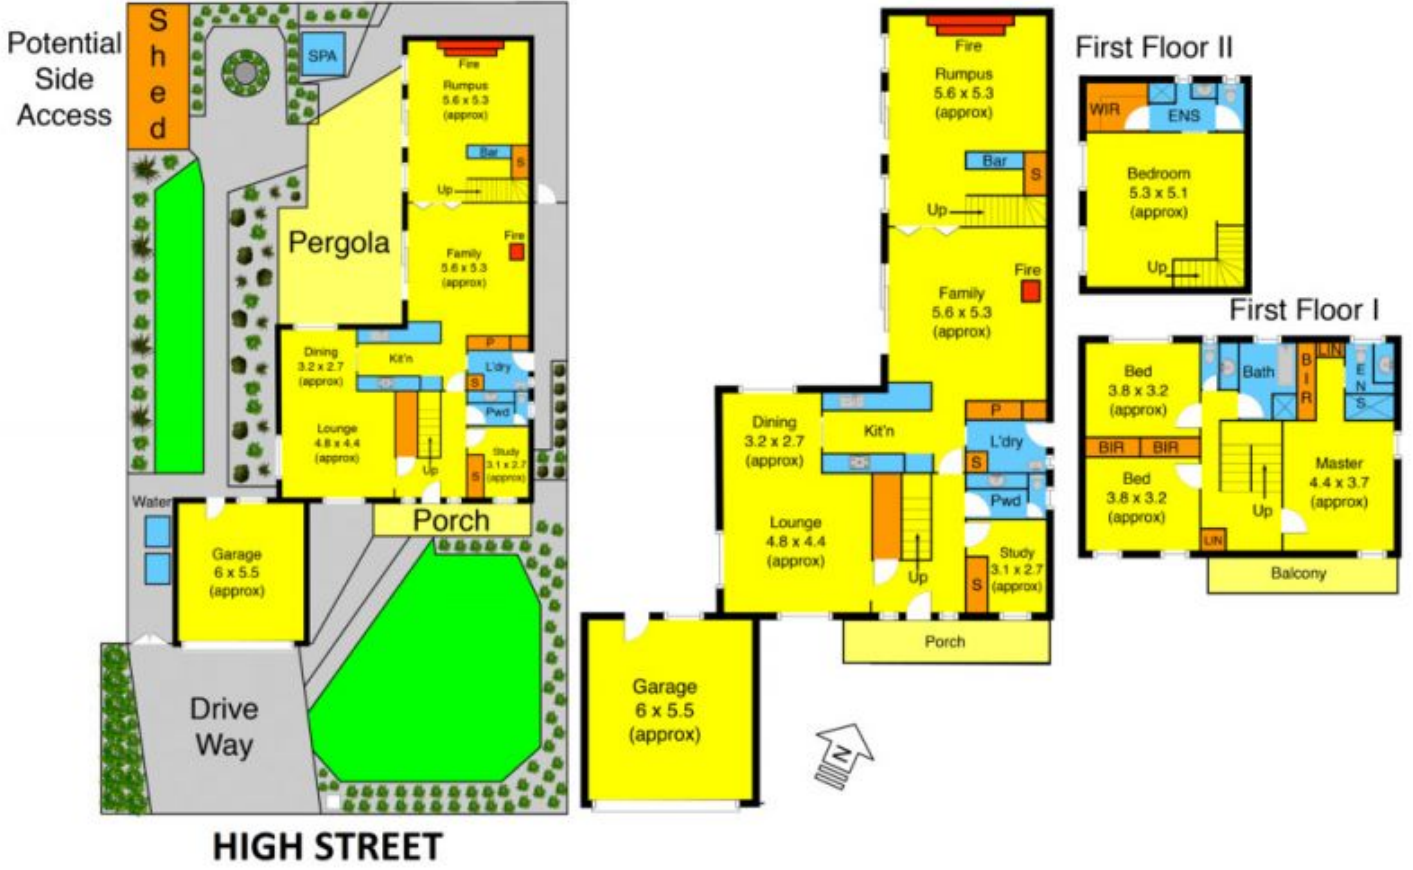 Potential
Side
Access
S
h
e
d
SPA
Fire
Rumpus
5.6 x 5.3
(approx)
Bar
S
Up
Pergola
Fire
Family
5.6 x 5.3
(approx)
P
Dining
3.2 x 2.7
(approx)
Kit'n
L'dry
S
Pwd
Lounge
4.8 x 4.4
(approx)
Up
Study
3.1 x 2.7
(approx)
S
Water
Porch
Garage
6 x 5.5
(approx)
Drive
Way
HIGH STREET
Fire
Rumpus
5.6 x 5.3
(approx)
Bar
S
Up
Fire
Family
5.6 x 5.3
(approx)
P
Dining
3.2 x 2.7
(approx)
Kit'n
L'dry
S
Pwd
Lounge
4.8 x 4.4
(approx)
Up
Study
3.1 x 2.7
(approx)
S
Porch
Garage
6 x 5.5
(approx)
N
First Floor II
WIR
ENS
Bedroom
5.3 x 5.1
(approx)
Up
First Floor I
Bed
3.8 x 3.2
(approx)
Bath
B
I
R
LIN
E
N
S
BIR
BIR
Bed
3.8 x 3.2
(approx)
Master
4.4 x 3.7
(approx)
Up
LIN
Balcony